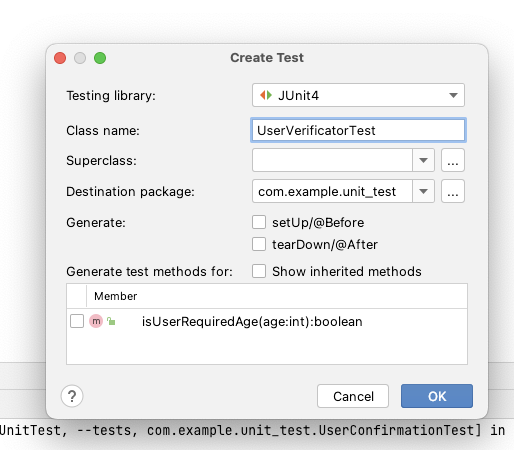 Create Test
Testing library: JUnit4
Class name: UserVerificatorTest
Superclass: ...
Destination package: com.example.unit_test ...
Generate: setUp/@Before
tearDown/@After
Generate test methods for: Show inherited methods
Member
m isUserRequiredAge(age:int):boolean
? Cancel OK
UnitTest, --tests, com.example.unit_test.UserConfirmationTest] in